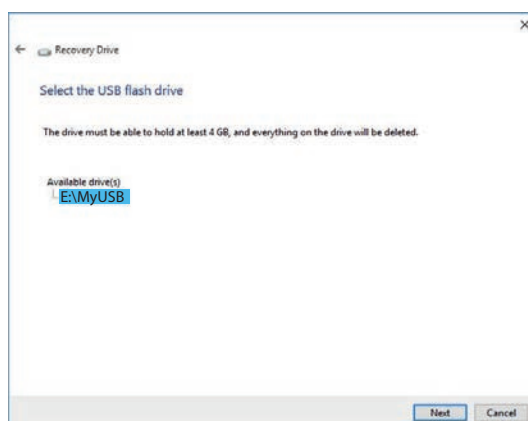 Recovery Drive
Select the USB flash drive
The drive must be able to hold at least 4 GB, and everything on the drive will be deleted.
Available drive(s)
E:\MyUSB
Next Cancel